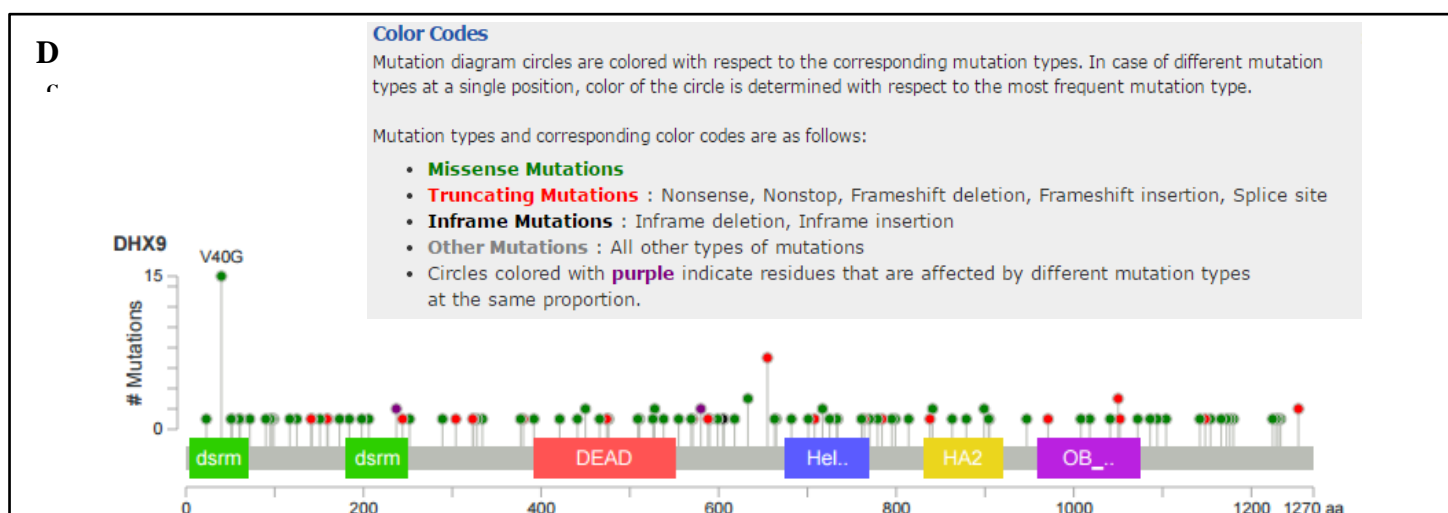 D
Color Codes
Mutation diagram circles are colored with respect to the corresponding mutation types. In case of different mutation
types at a single position, color of the circle is determined with respect to the most frequent mutation type.
Mutation types and corresponding color codes are as follows:
• Missense Mutations
• Truncating Mutations : Nonsense, Nonstop, Frameshift deletion, Frameshift insertion, Splice site
• Inframe Mutations : Inframe deletion, Inframe insertion
• Other Mutations : All other types of mutations
• Circles colored with purple indicate residues that are affected by different mutation types
at the same proportion.
DHX9
V40G
15
# Mutations
0
dsrm dsrm DEAD Hel.. HA2 OB_..
0 200 400 600 800 1000 1200 1270 aa